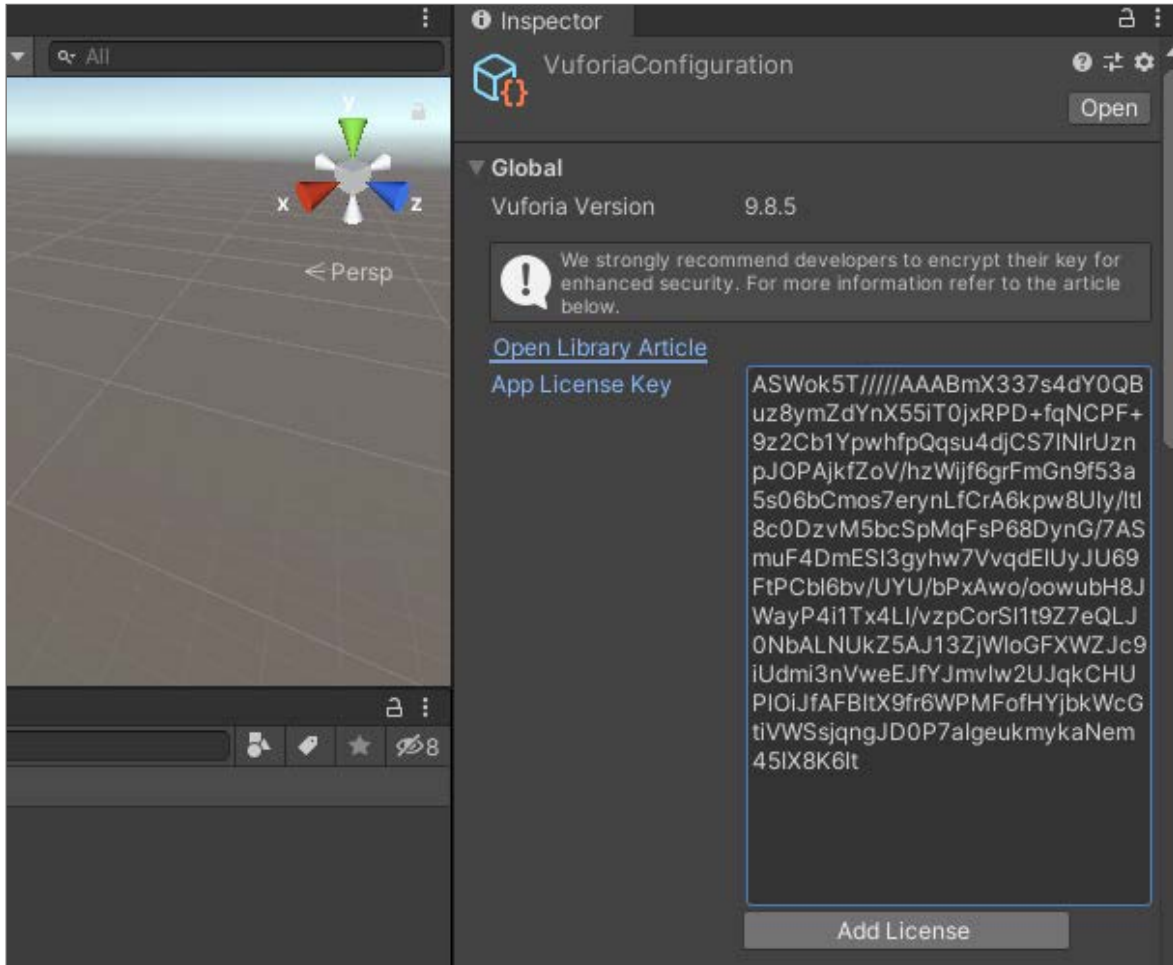 Inspector
All
VuforiaConfiguration
Open
Global
Vuforia Version 9.8.5
We strongly recommend developers to encrypt their key for
enhanced security. For more information refer to the article
below.
Open Library Article
App License Key
ASWok5T/////AAABmX337s4dY0QB
uz8ymZdYnX55iT0jxRPD+fqNCPF+
9z2Cb1YpwhfpQqsu4djCS7lNlrUzn
pJOPAjkfZoV/hzWijf6grFmGn9f53a
5s06bCmos7erynLfCrA6kpw8Uly/ltl
8c0DzvM5bcSpMqFsP68DynG/7AS
muF4DmESI3gyhw7VvqdElUyJU69
FtPCbl6bv/UYU/bPxAwo/oowubH8J
WayP4i1Tx4LI/vzpCorSl1t9Z7eQLJ
0NbALNUkZ5AJ13ZjWloGFXWZJc9
iUdmi3nVweEJfYJmvlw2UJqkCHU
PlOiJfAFBltX9fr6WPMFofHYjbkWcG
tiVWSsjqngJD0P7algeukmykaNem
45lX8K6lt
Add License
y
x
z
Persp
8